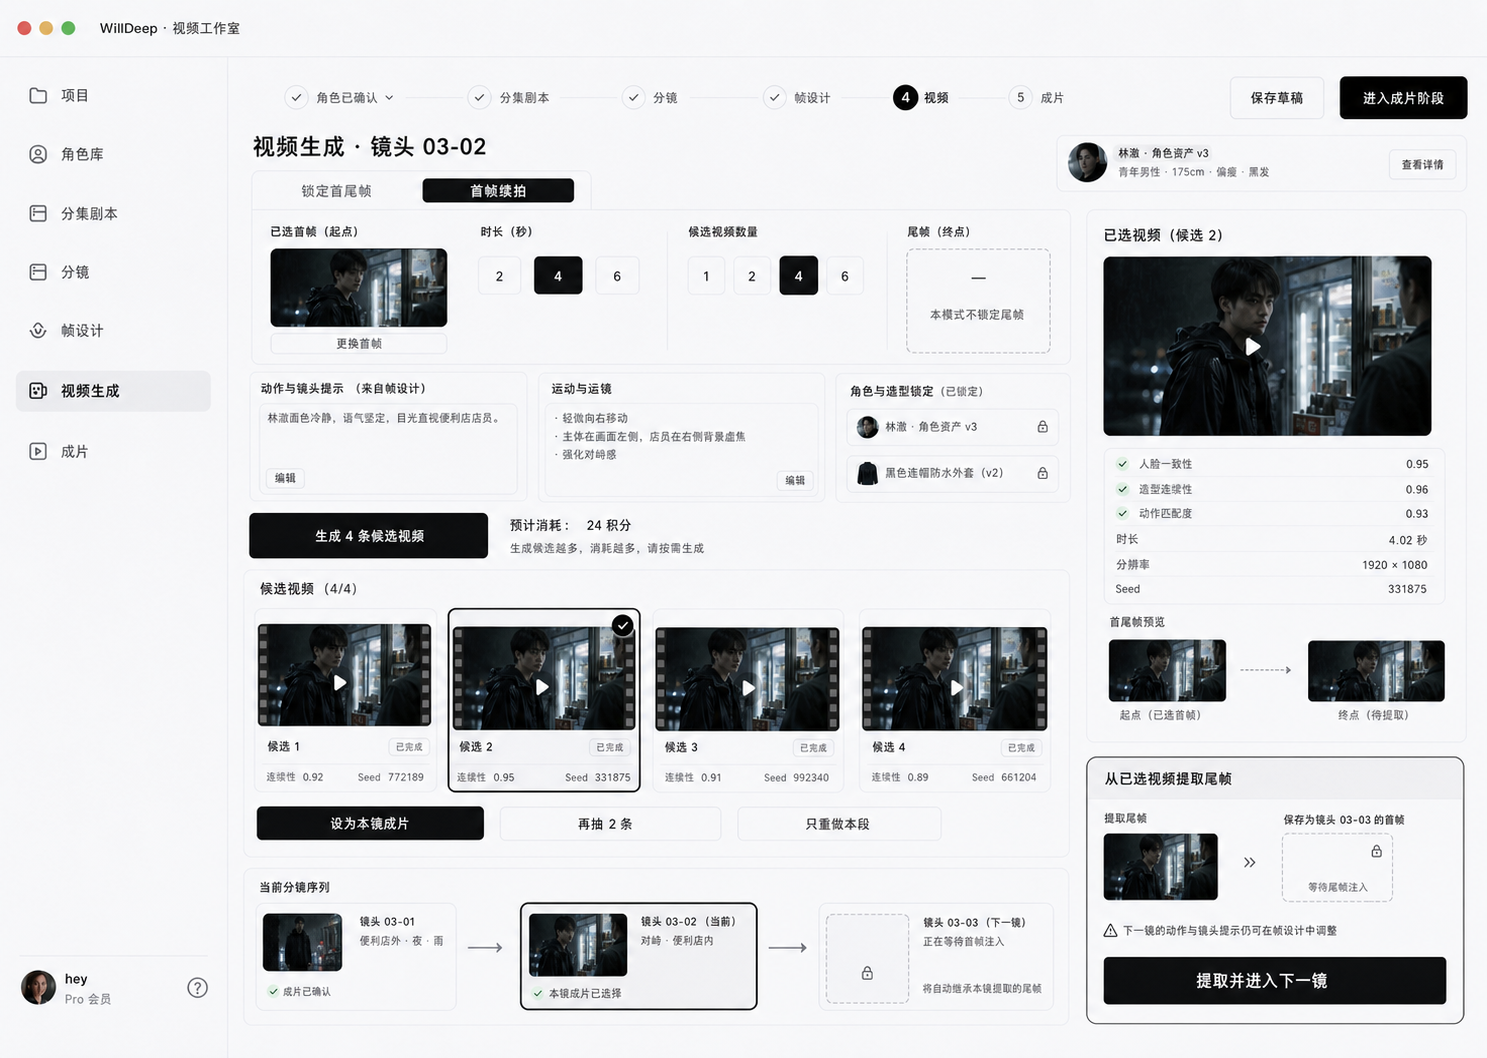 WillDeep · 视频工作室
项目
角色库
分集剧本
分镜
帧设计
视频生成
成片
hey
Pro 会员
?
角色已确认
分集剧本
分镜
帧设计
4 视频
5 成片
保存草稿
进入成片阶段
视频生成 · 镜头 03-02
林澈 · 角色资产 v3
青年男性 · 175cm · 偏瘦 · 黑发
查看详情
锁定首尾帧
首帧续拍
已选首帧（起点）
更换首帧
时长（秒）
2 4 6
候选视频数量
1 2 4 6
尾帧（终点）
—
本模式不锁定尾帧
动作与镜头提示 （来自帧设计）
林澈面色冷静，语气坚定，目光直视便利店店员。
编辑
运动与运镜
· 轻微向右移动
· 主体在画面左侧，店员在右侧背景虚焦
· 强化对峙感
编辑
角色与造型锁定（已锁定）
林澈 · 角色资产 v3
黑色连帽防水外套（v2）
生成 4 条候选视频
预计消耗： 24 积分
生成候选越多，消耗越多，请按需生成
候选视频 （4/4）
候选 1 已完成
连续性 0.92 Seed 772189
候选 2 已完成
连续性 0.95 Seed 331875
候选 3 已完成
连续性 0.91 Seed 992340
候选 4 已完成
连续性 0.89 Seed 661204
设为本镜成片
再抽 2 条
只重做本段
当前分镜序列
镜头 03-01
便利店外 · 夜 · 雨
成片已确认
镜头 03-02 （当前）
对峙 · 便利店内
本镜成片已选择
镜头 03-03（下一镜）
正在等待首帧注入
将自动继承本镜提取的尾帧
已选视频（候选 2）
人脸一致性 0.95
造型连续性 0.96
动作匹配度 0.93
时长 4.02 秒
分辨率 1920 × 1080
Seed 331875
首尾帧预览
起点（已选首帧）
终点（待提取）
从已选视频提取尾帧
提取尾帧
保存为镜头 03-03 的首帧
等待尾帧注入
下一镜的动作与镜头提示仍可在帧设计中调整
提取并进入下一镜